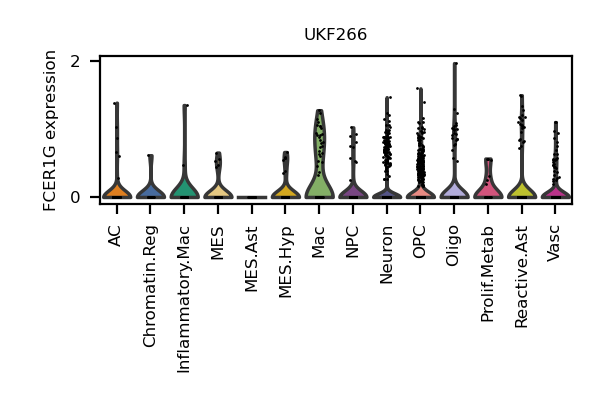 UKF266
FCER1G expression
2
0
AC
Chromatin.Reg
Inflammatory.Mac
MES
MES.Ast
MES.Hyp
Mac
NPC
Neuron
OPC
Oligo
Prolif.Metab
Reactive.Ast
Vasc